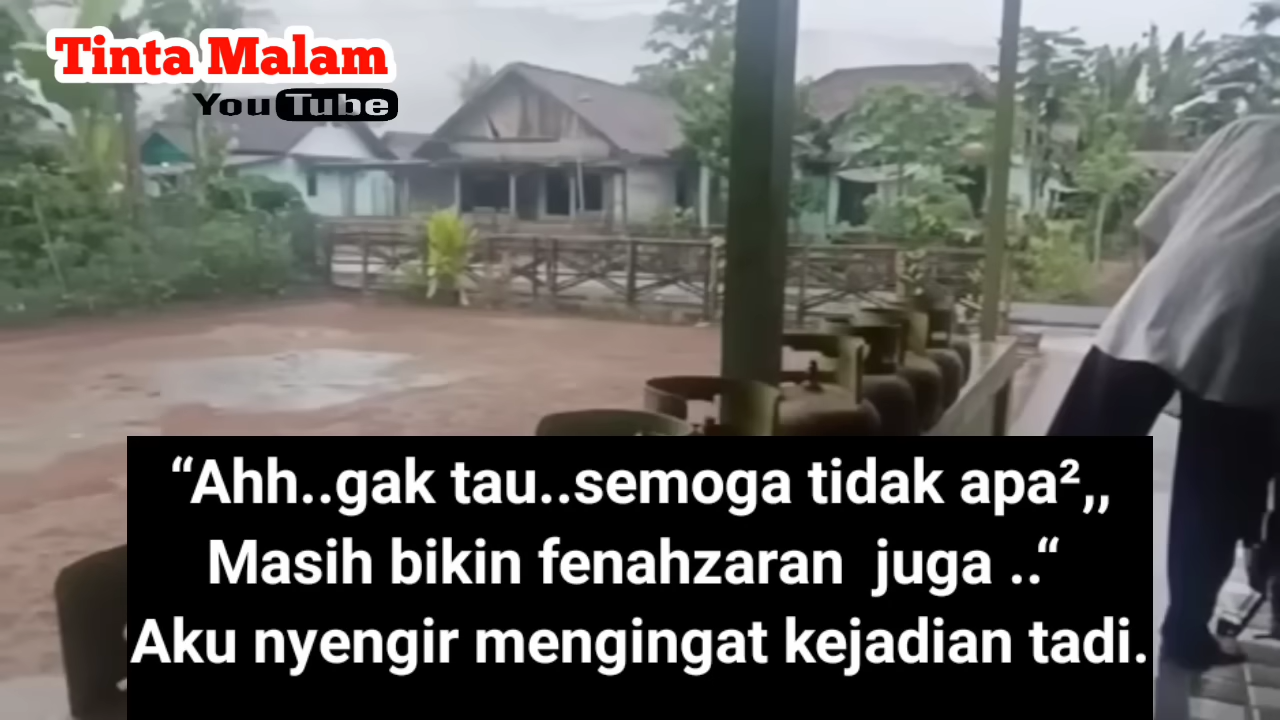 Tinta Malam
YouTube
“Ahh..gak tau..semoga tidak apa²,,
Masih bikin fenahzaran juga ..“
Aku nyengir mengingat kejadian tadi.